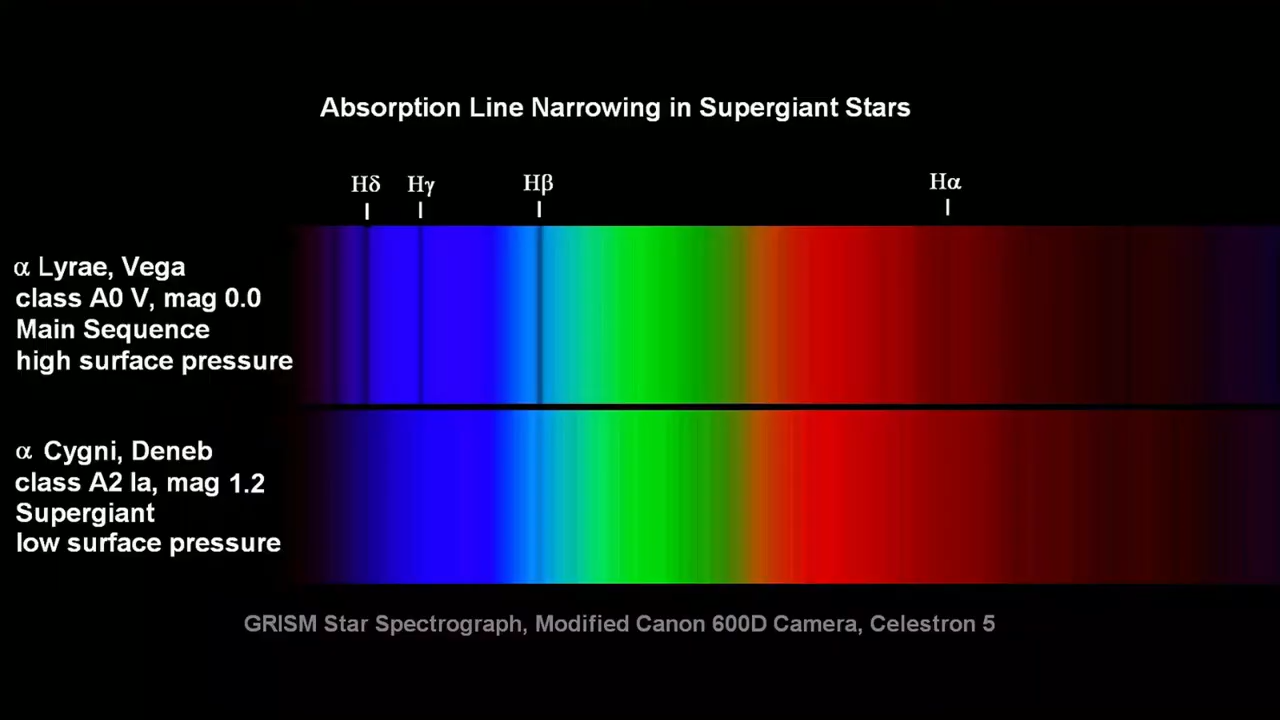 Absorption Line Narrowing in Supergiant Stars
Hδ Hγ Hβ Hα
α Lyrae, Vega
class A0 V, mag 0.0
Main Sequence
high surface pressure
α Cygni, Deneb
class A2 Ia, mag 1.2
Supergiant
low surface pressure
GRISM Star Spectrograph, Modified Canon 600D Camera, Celestron 5